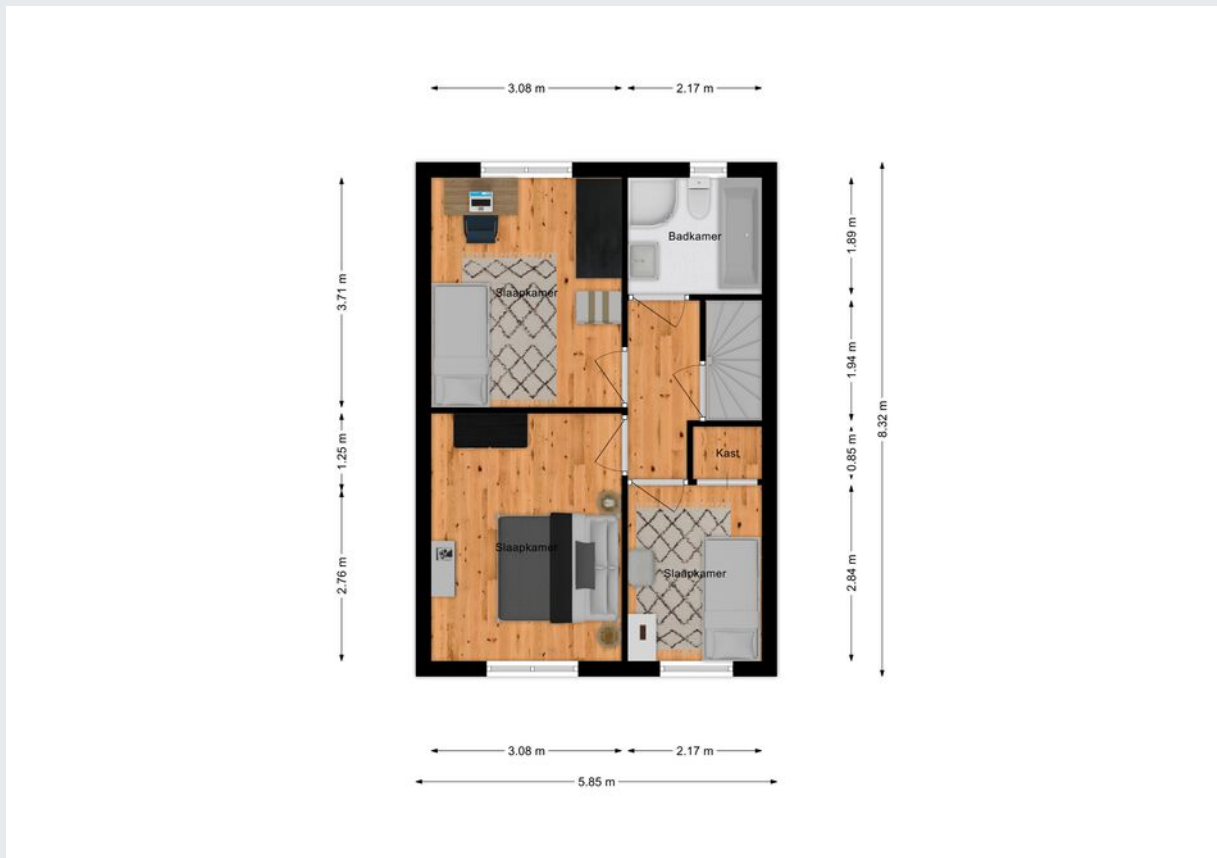 3.08 m
2.17 m
Badkamer
1.89 m
3.71 m
Slaapkamer
1.94 m
8.32 m
1.25 m
0.85 m
Kast
Slaapkamer
2.76 m
Slaapkamer
2.84 m
3.08 m
2.17 m
5.85 m